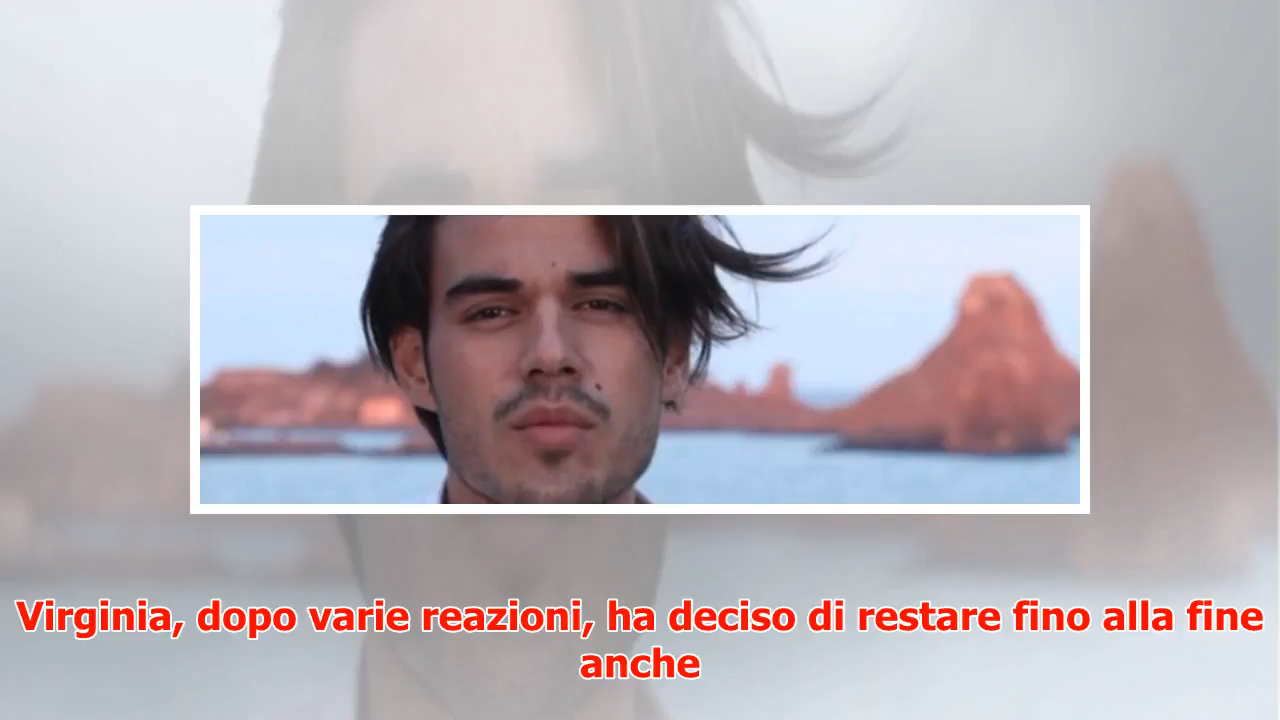 Virginia, dopo varie reazioni, ha deciso di restare fino alla fine
anche